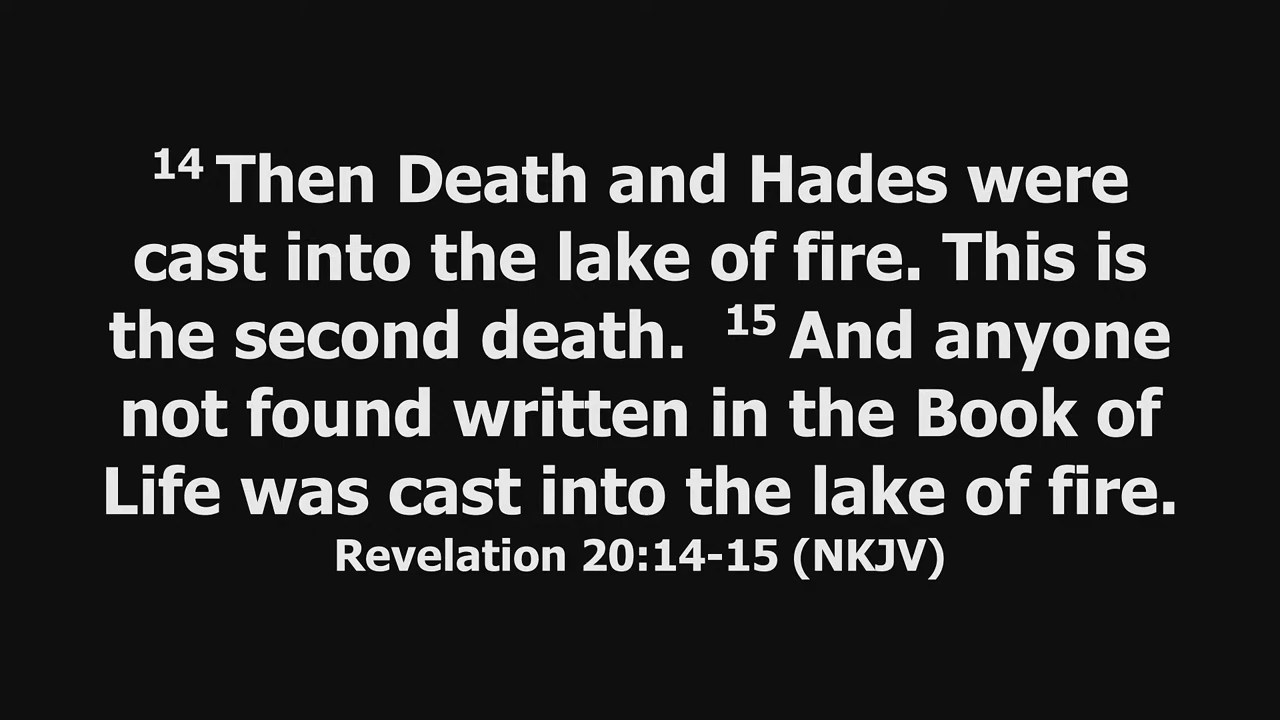 14 Then Death and Hades were
cast into the lake of fire. This is
the second death. 15 And anyone
not found written in the Book of
Life was cast into the lake of fire.
Revelation 20:14-15 (NKJV)